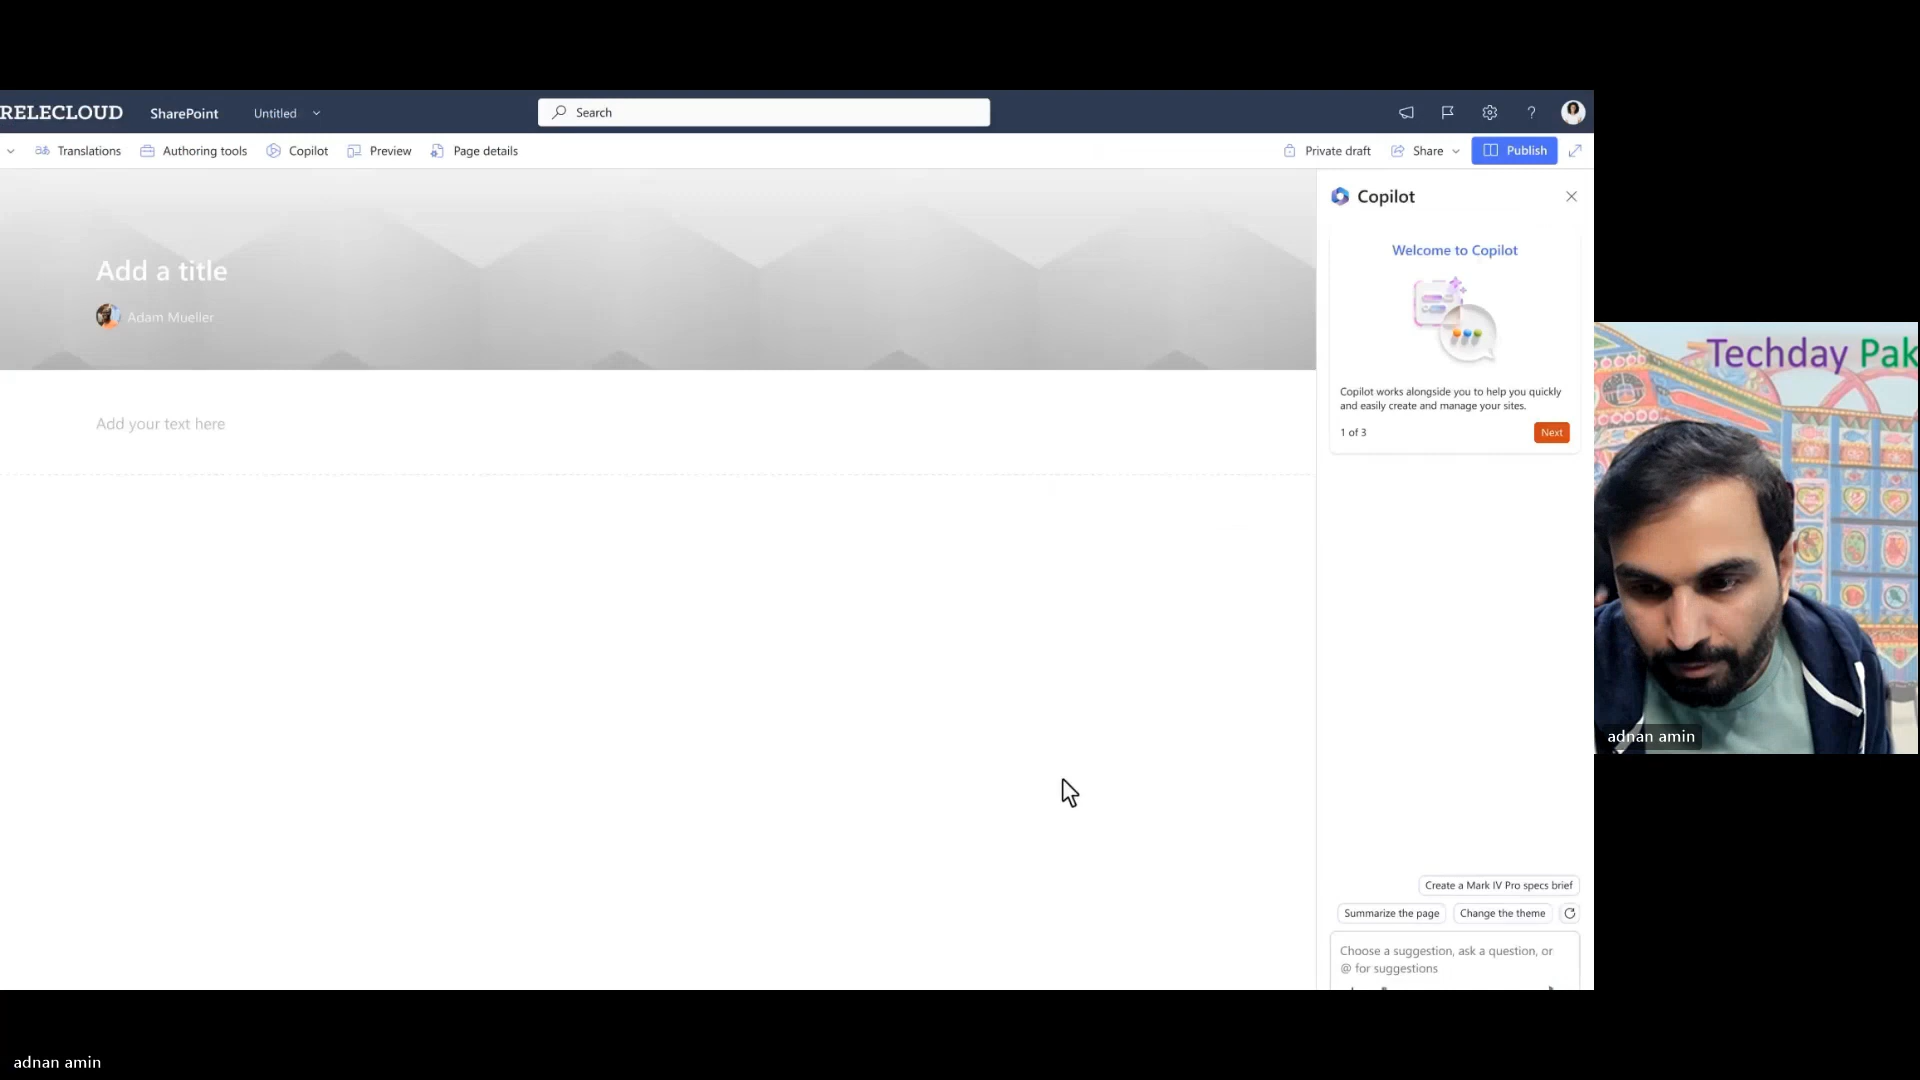 RELECLOUD SharePoint Untitled Search
Translations Authoring tools Copilot Preview Page details Private draft Share Publish
Copilot
Welcome to Copilot
Add a title
Adam Mueller
Copilot works alongside you to help you quickly
and easily create and manage your sites.
1 of 3 Next
Add your text here
Create a Mark IV Pro specs brief
Summarize the page Change the theme
Choose a suggestion, ask a question, or
@ for suggestions
Techday Pak
adnan amin
adnan amin